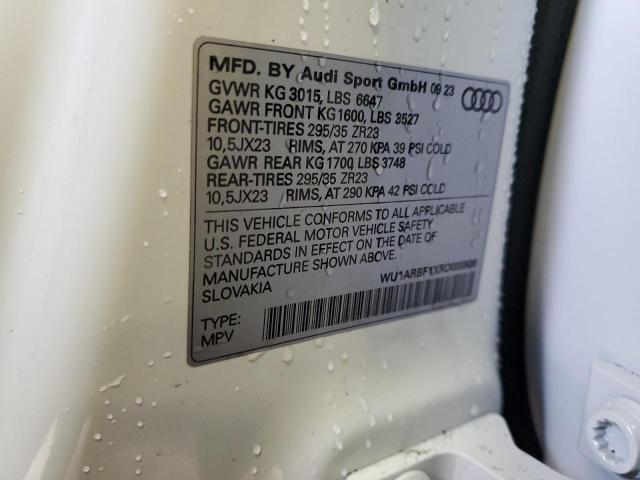 MFD. BY Audi Sport GmbH 09 23
GVWR KG 3015, LBS 6647
GAWR FRONT KG1600, LBS 3527
FRONT-TIRES 295/35 ZR23
10,5JX23 RIMS, AT 270 KPA 39 PSI COLD
GAWR REAR KG1700, LBS 3748
REAR-TIRES 295/35 ZR23
10,5JX23 RIMS, AT 290 KPA 42 PSI COLD
THIS VEHICLE CONFORMS TO ALL APPLICABLE
U.S. FEDERAL MOTOR VEHICLE SAFETY
STANDARDS IN EFFECT ON THE DATE OF
MANUFACTURE SHOWN ABOVE.
SLOVAKIA
TYPE:
MPV